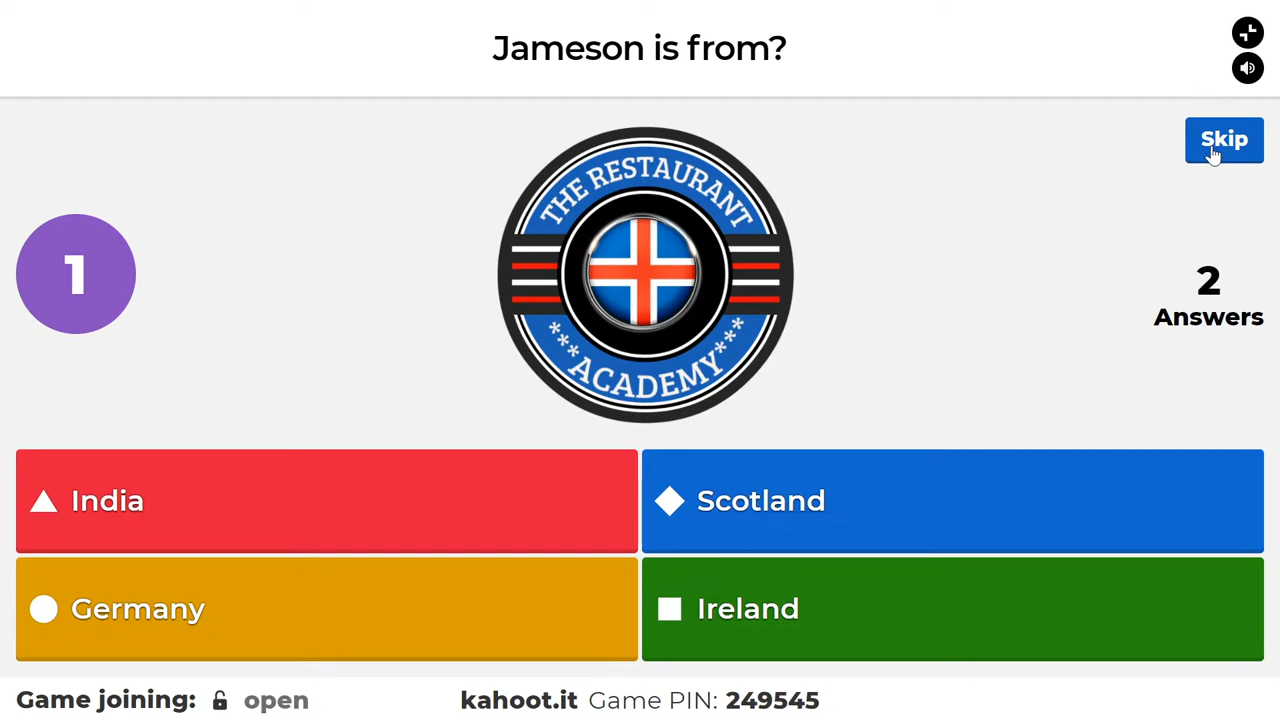 Jameson is from?
Skip
THE RESTAURANT
***ACADEMY***
1
2
Answers
India
Scotland
Germany
Ireland
Game joining: open
kahoot.it Game PIN: 249545